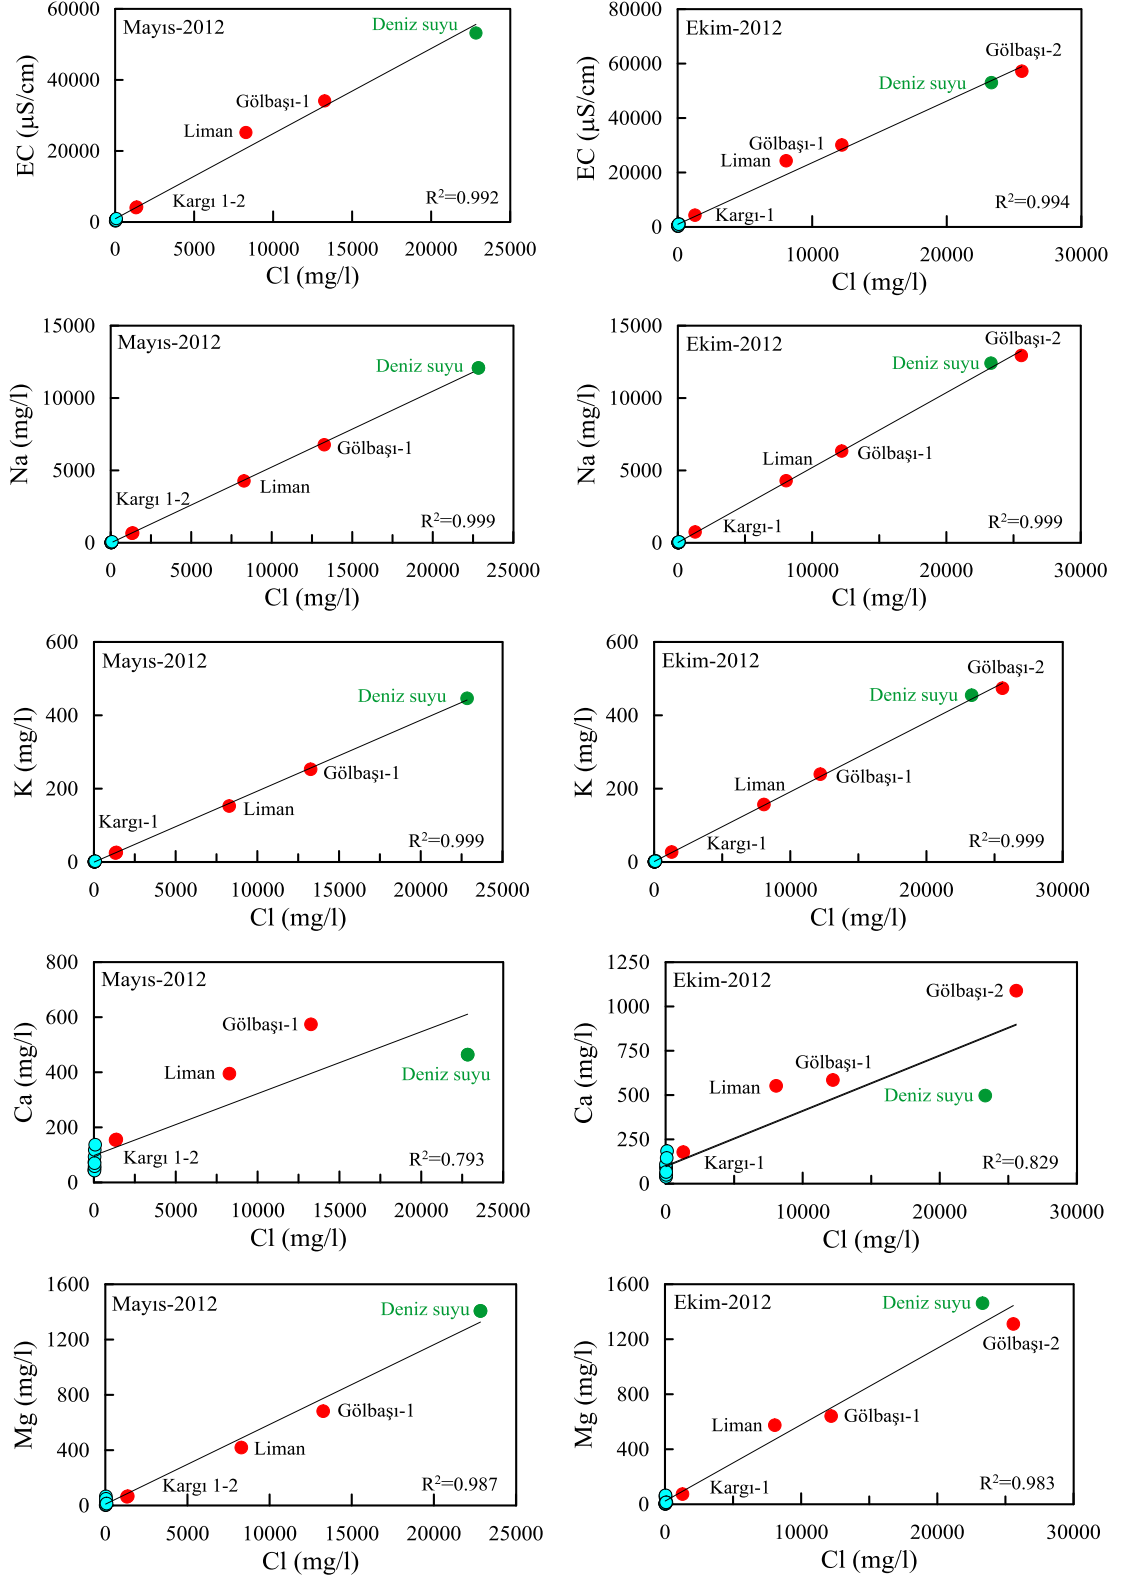 Mayıs-2012
60000
40000
20000
0
EC (µS/cm)
Deniz suyu
Gölbaşı-1
Liman
Kargı 1-2
R²=0.992
0 5000 10000 15000 20000 25000
Cl (mg/l)
Ekim-2012
80000
60000
40000
20000
0
EC (µS/cm)
Gölbaşı-2
Deniz suyu
Gölbaşı-1
Liman
Kargı-1
R²=0.994
0 10000 20000 30000
Cl (mg/l)
Mayıs-2012
15000
10000
5000
0
Na (mg/l)
Deniz suyu
Gölbaşı-1
Liman
Kargı 1-2
R²=0.999
0 5000 10000 15000 20000 25000
Cl (mg/l)
Ekim-2012
15000
10000
5000
0
Na (mg/l)
Gölbaşı-2
Deniz suyu
Gölbaşı-1
Liman
Kargı-1
R²=0.999
0 10000 20000 30000
Cl (mg/l)
Mayıs-2012
600
400
200
0
K (mg/l)
Deniz suyu
Gölbaşı-1
Liman
Kargı-1
R²=0.999
0 5000 10000 15000 20000 25000
Cl (mg/l)
Ekim-2012
600
400
200
0
K (mg/l)
Gölbaşı-2
Deniz suyu
Gölbaşı-1
Liman
Kargı-1
R²=0.999
0 10000 20000 30000
Cl (mg/l)
Mayıs-2012
800
600
400
200
0
Ca (mg/l)
Gölbaşı-1
Liman
Deniz suyu
Kargı 1-2
R²=0.793
0 5000 10000 15000 20000 25000
Cl (mg/l)
Ekim-2012
1250
1000
750
500
250
0
Ca (mg/l)
Gölbaşı-2
Gölbaşı-1
Liman
Deniz suyu
Kargı-1
R²=0.829
0 10000 20000 30000
Cl (mg/l)
Mayıs-2012
1600
1200
800
400
0
Mg (mg/l)
Deniz suyu
Gölbaşı-1
Liman
Kargı 1-2
R²=0.987
0 5000 10000 15000 20000 25000
Cl (mg/l)
Ekim-2012
1600
1200
800
400
0
Mg (mg/l)
Deniz suyu
Gölbaşı-2
Gölbaşı-1
Liman
Kargı-1
R²=0.983
0 10000 20000 30000
Cl (mg/l)